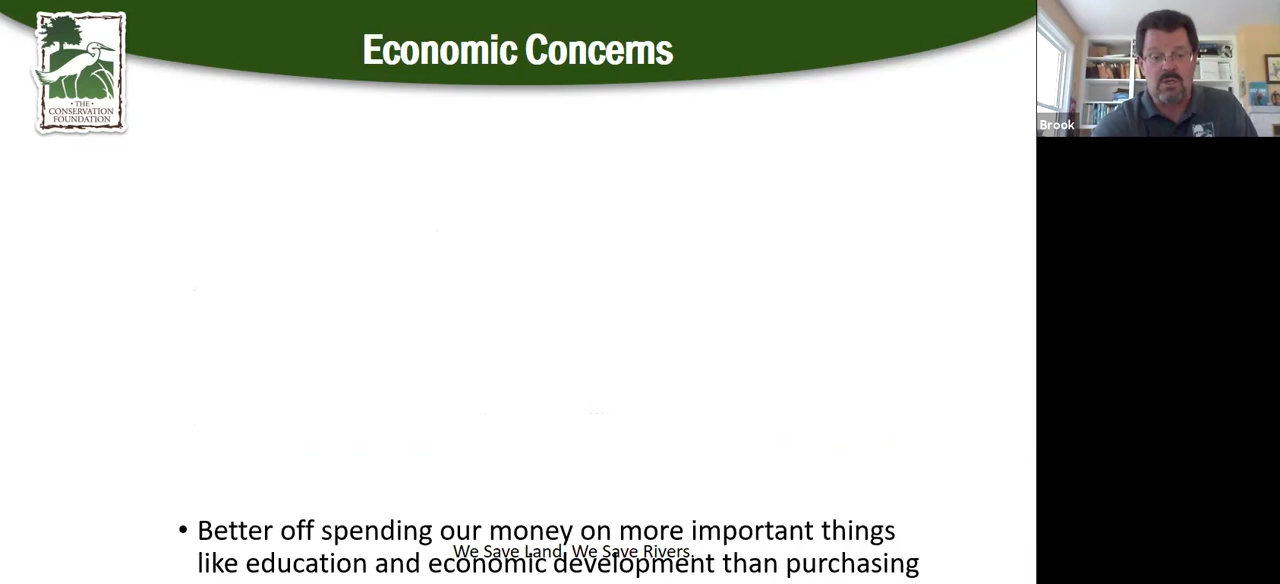 Economic Concerns
• THE •
CONSERVATION
FOUNDATION
Brook
• Better off spending our money on more important things
We Save Land, We Save Rivers.
like education and economic development than purchasing